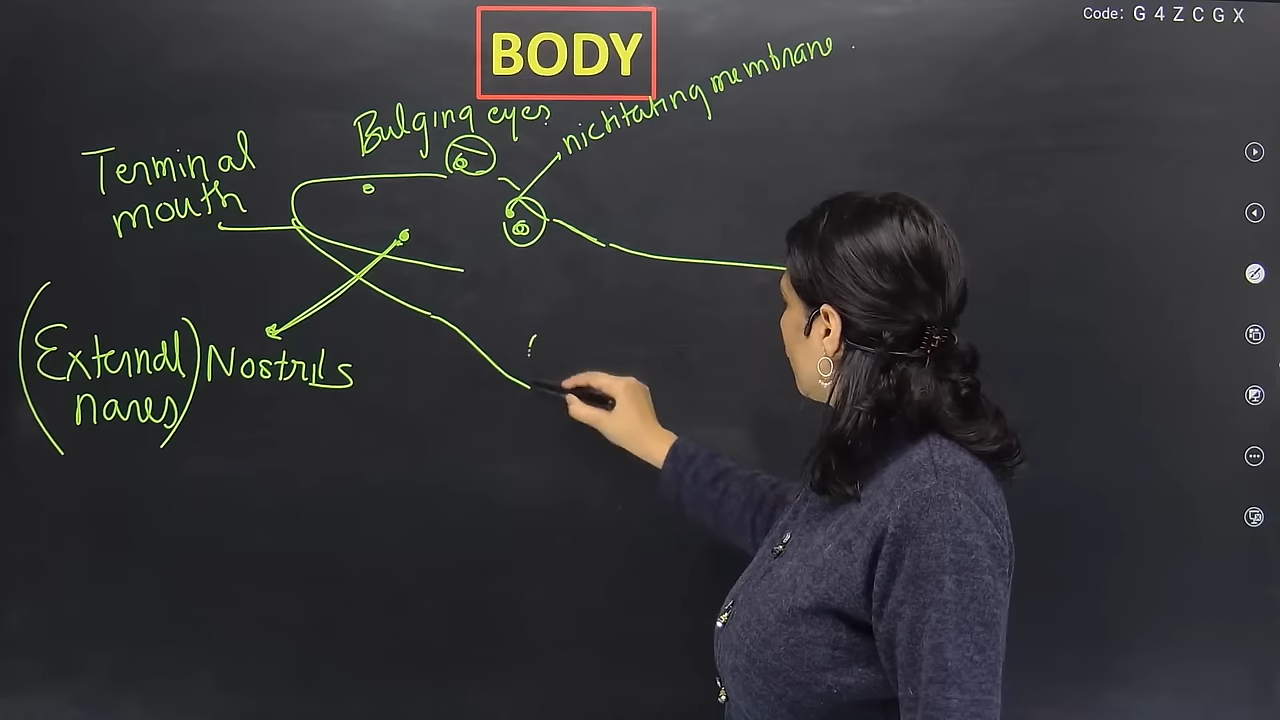 Code: G 4 Z C G X
BODY
Bulging eyes
nictitating membrane
Terminal
mouth
(External
nares)
Nostrils